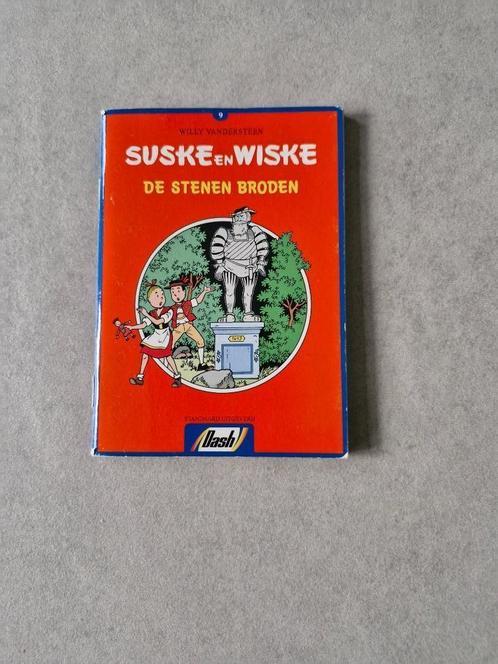 9
WILLY VANDERSTEEN
SUSKE EN WISKE
DE STENEN BRODEN
STANDAARD UITGEVERIJ
Dash